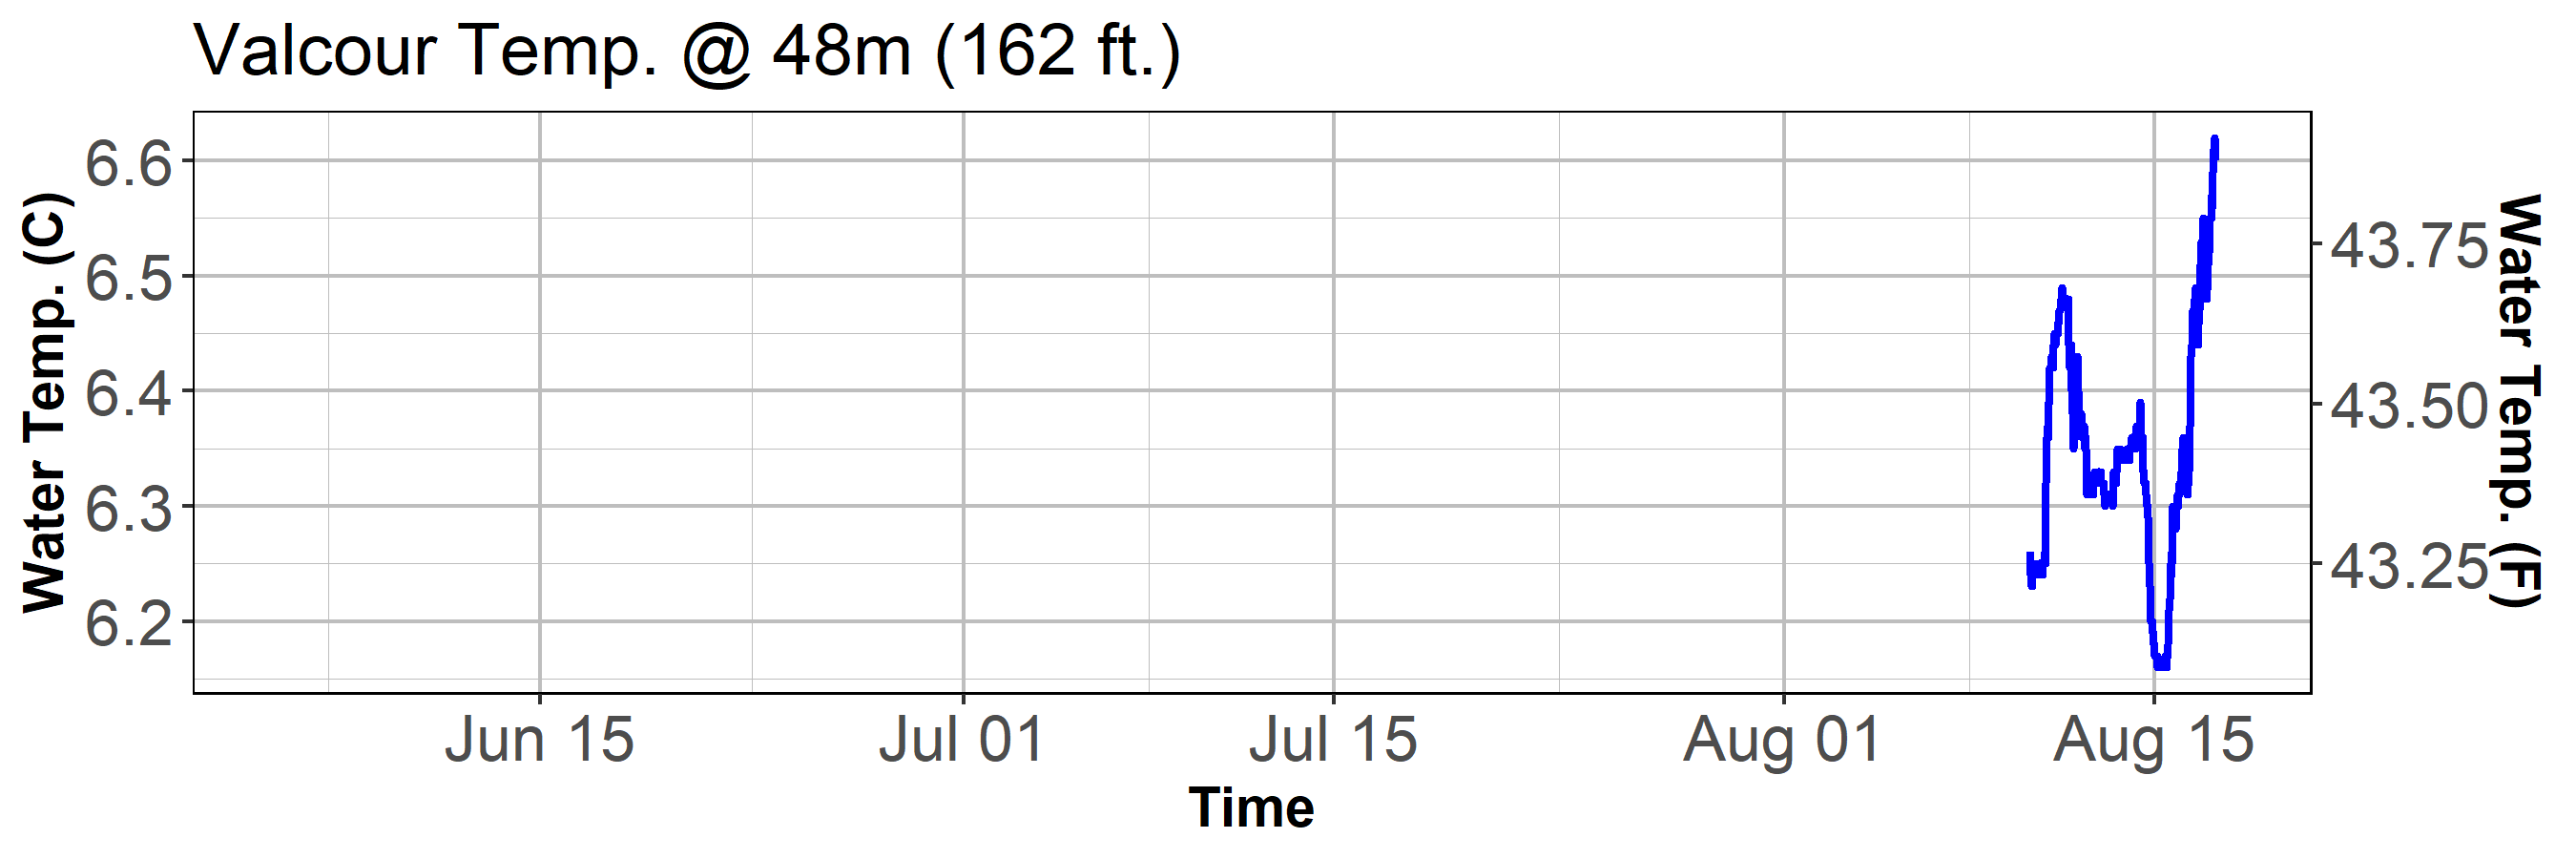 Valcour Temp. @ 48m (162 ft.)
Water Temp. (C)
6.6
6.5
6.4
6.3
6.2
43.75
43.50
43.25
Water Temp. (F)
Jun 15 Jul 01 Jul 15 Aug 01 Aug 15
Time